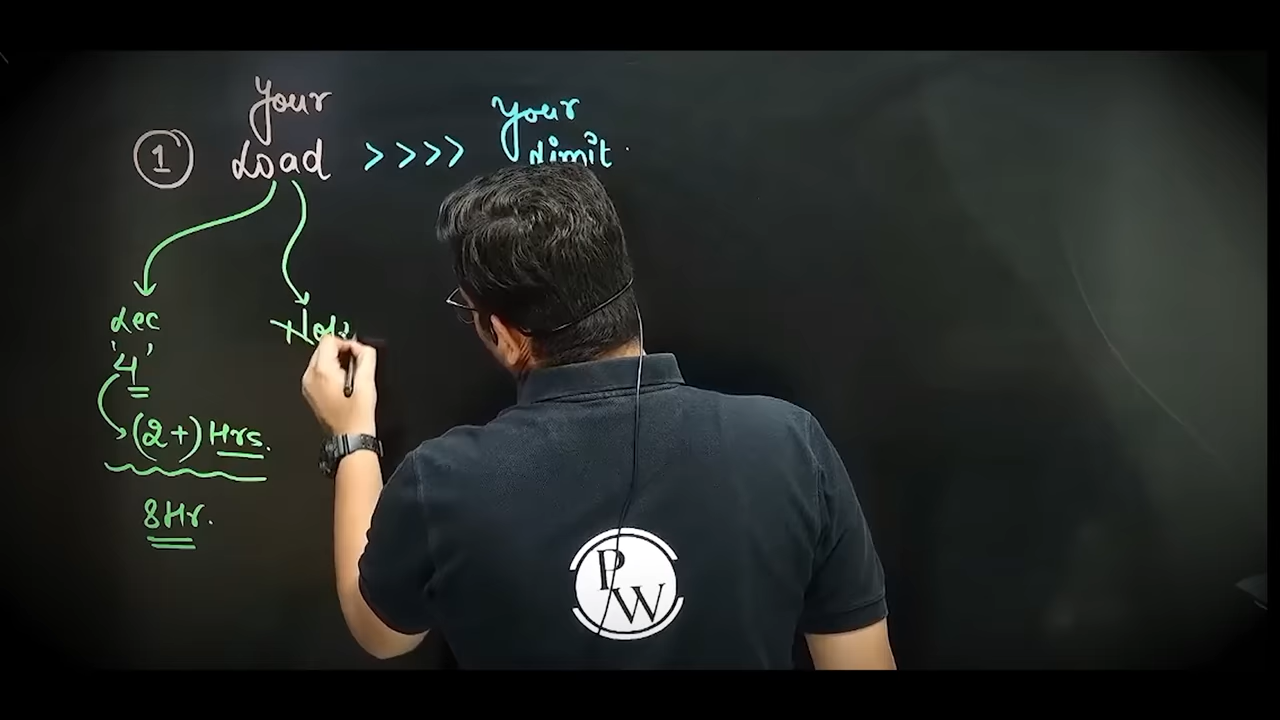 Your
① Load >>>> Your Limit.
Lec
'4'
(2+) Hrs.
8Hr.
PW